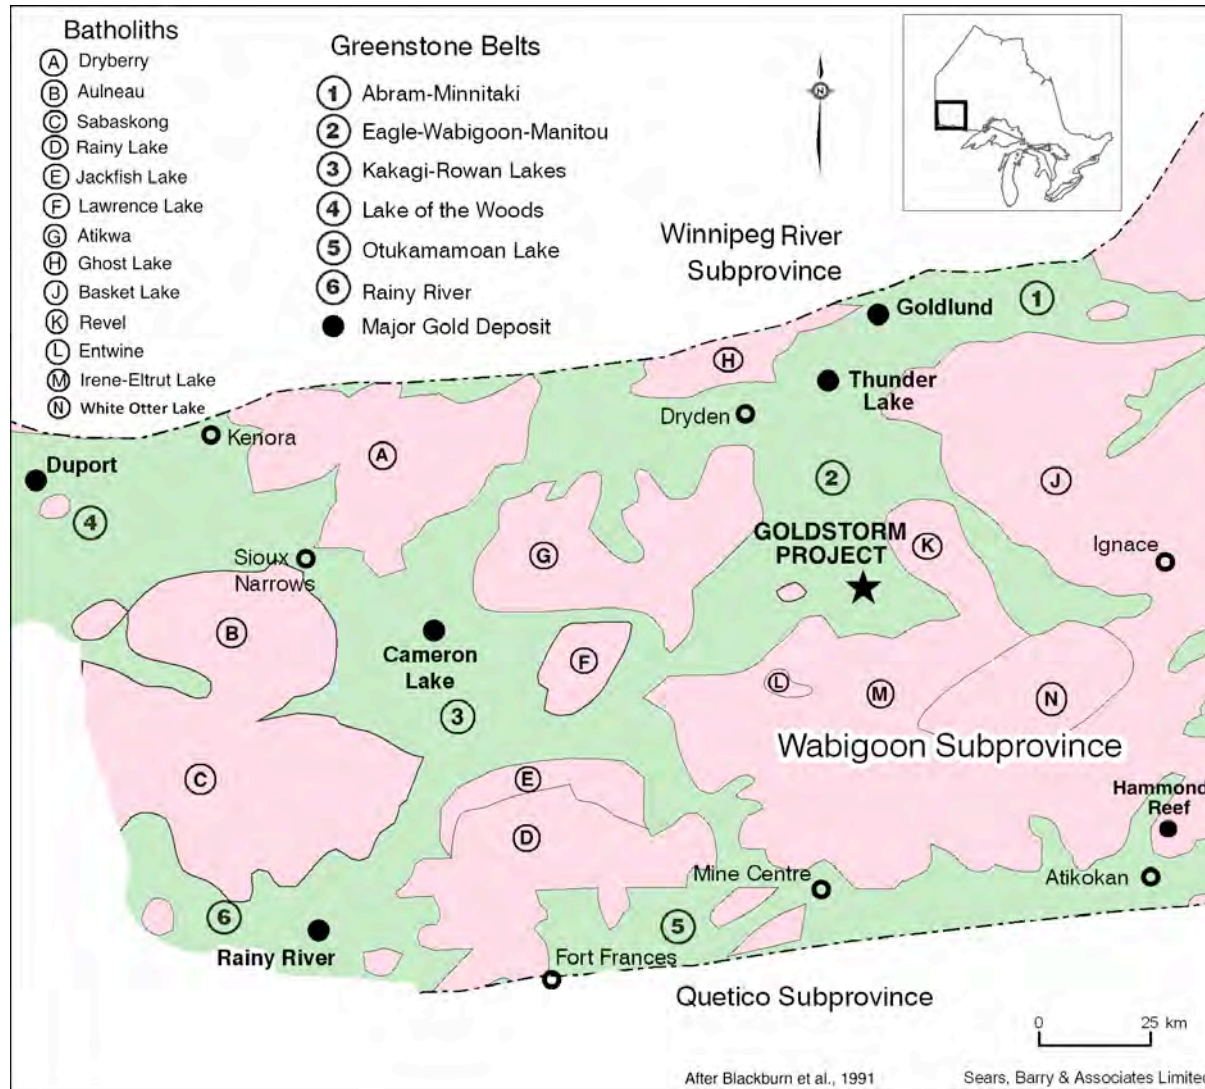 Batholiths
A Dryberry
B Aulneau
C Sabaskong
D Rainy Lake
E Jackfish Lake
F Lawrence Lake
G Atikwa
H Ghost Lake
J Basket Lake
K Revel
L Entwine
M Irene-Eltrut Lake
N White Otter Lake
Greenstone Belts
1 Abram-Minnitaki
2 Eagle-Wabigoon-Manitou
3 Kakagi-Rowan Lakes
4 Lake of the Woods
5 Otukamamoan Lake
6 Rainy River
Major Gold Deposit
N
Winnipeg River
Subprovince
1
Goldlund
H
Thunder
Lake
Dryden
Kenora
A
Duport
2
J
4
GOLDSTORM
PROJECT
K
Ignace
Sioux
Narrows
G
B
Cameron
Lake
F
L
M
N
3
Wabigoon Subprovince
C
E
Hammond
Reef
D
Mine Centre
Atikokan
6
5
Rainy River
Fort Frances
Quetico Subprovince
0 25 km
After Blackburn et al., 1991
Sears, Barry & Associates Limited